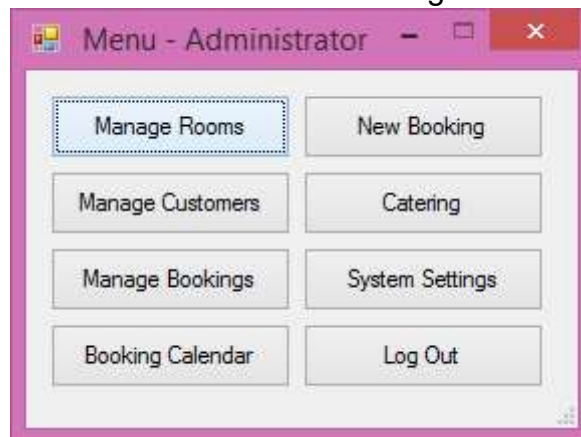 Menu - Administrator
Manage Rooms New Booking
Manage Customers Catering
Manage Bookings System Settings
Booking Calendar Log Out